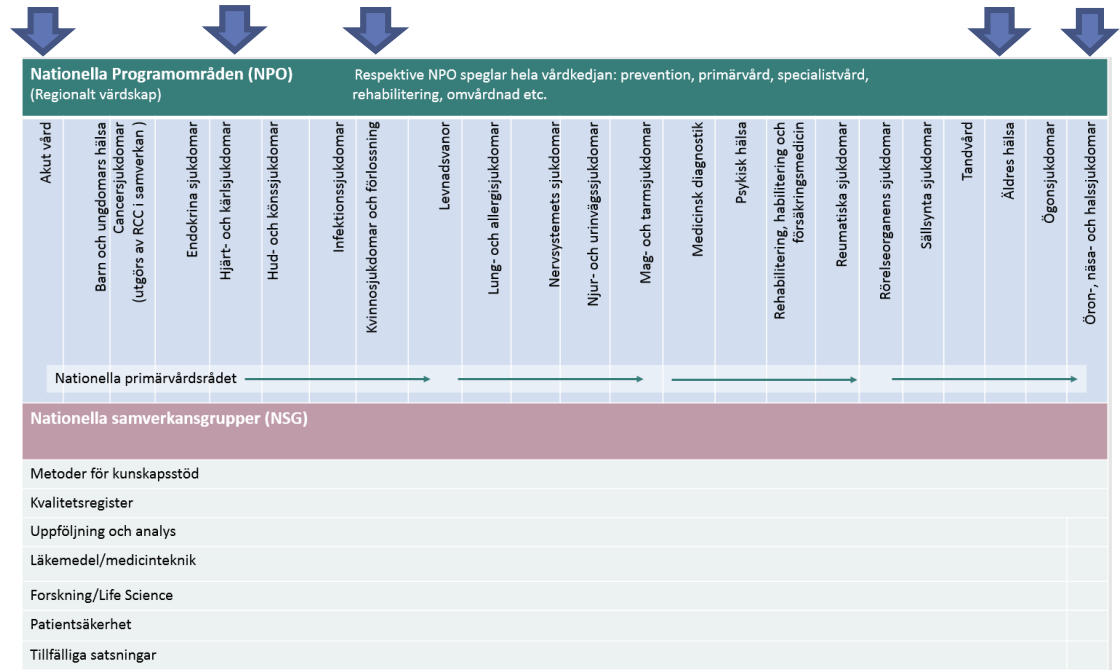 Nationella Programområden (NPO)
(Regionalt värdskap)
Respektive NPO speglar hela vårdkedjan: prevention, primärvård, specialistvård,
rehabilitering, omvårdnad etc.
Akut vård
Barn och ungdomars hälsa
Cancersjukdomar
(utgörs av RCC i samverkan )
Endokrina sjukdomar
Hjärt- och kärlsjukdomar
Hud- och könssjukdomar
Infektionssjukdomar
Kvinnosjukdomar och förlossning
Levnadsvanor
Lung- och allergisjukdomar
Nervsystemets sjukdomar
Njur- och urinvägssjukdomar
Mag- och tarmsjukdomar
Medicinsk diagnostik
Psykisk hälsa
Rehabilitering, habilitering och
försäkringsmedicin
Reumatiska sjukdomar
Rörelseorganens sjukdomar
Sällsynta sjukdomar
Tandvård
Äldres hälsa
Ögonsjukdomar
Öron-, näsa- och halssjukdomar
Nationella primärvårdsrådet
Nationella samverkansgrupper (NSG)
Metoder för kunskapsstöd
Kvalitetsregister
Uppföljning och analys
Läkemedel/medicinteknik
Forskning/Life Science
Patientsäkerhet
Tillfälliga satsningar